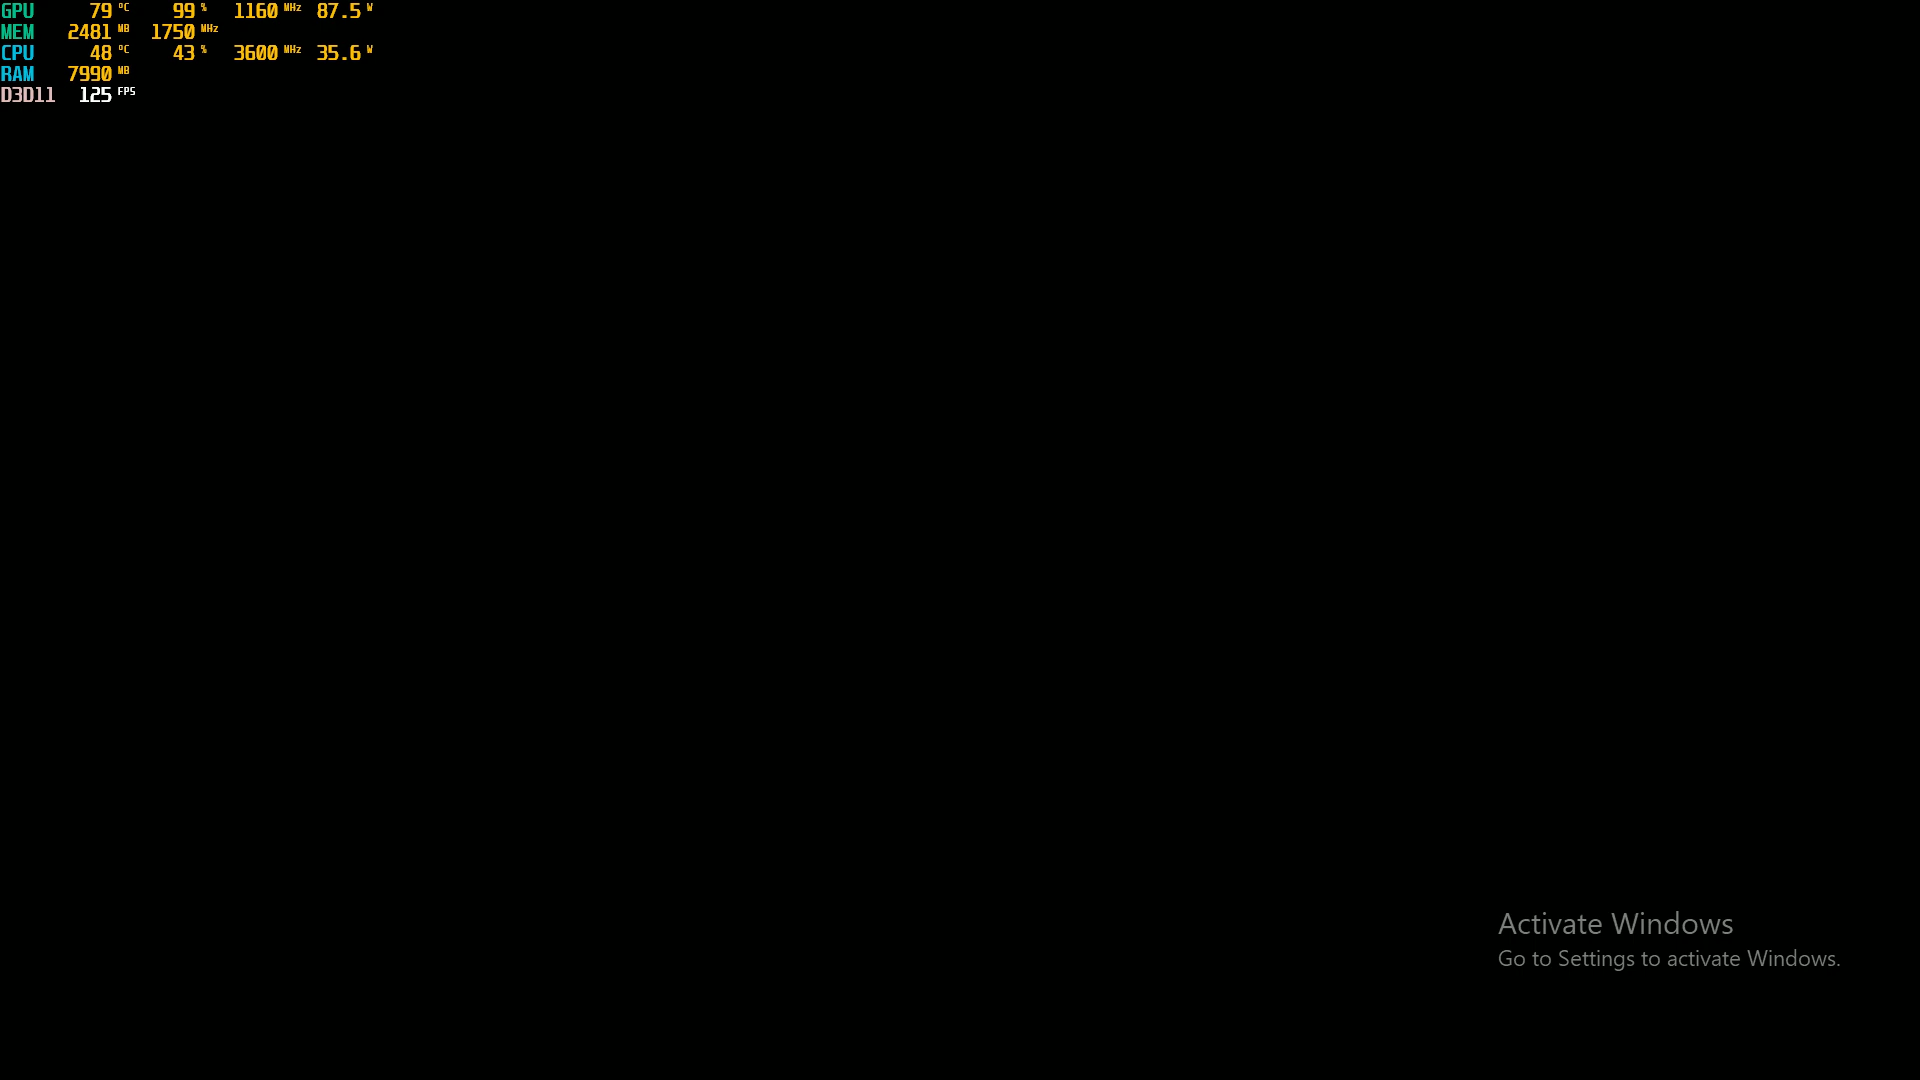 GPU 79 °C 99 % 1160 MHz 87.5 W
MEM 2481 MB 1750 MHz
CPU 48 °C 43 % 3600 MHz 35.6 W
RAM 7990 MB
D3D11 125 FPS
Activate Windows
Go to Settings to activate Windows.